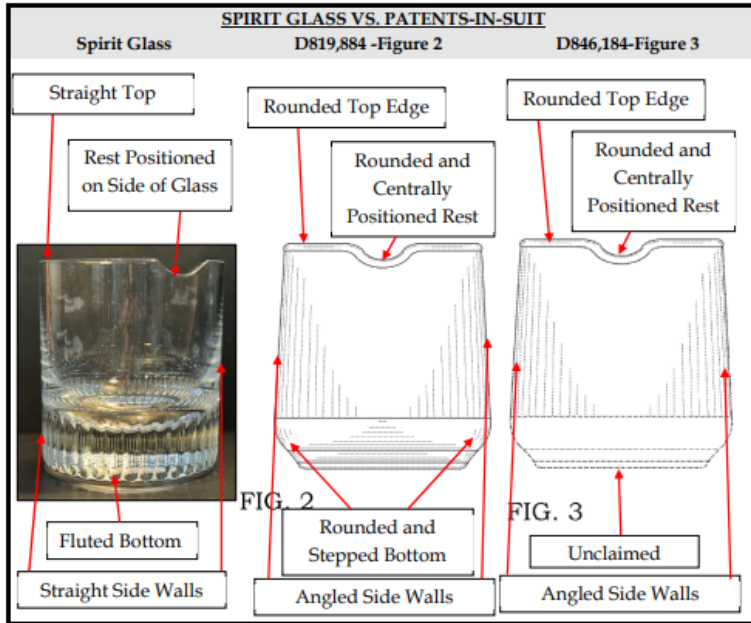 SPIRIT GLASS VS. PATENTS-IN-SUIT
Spirit Glass
D819,884 -Figure 2
D846,184-Figure 3
Straight Top
Rounded Top Edge
Rounded Top Edge
Rest Positioned
on Side of Glass
Rounded and
Centrally
Positioned Rest
Rounded and
Centrally
Positioned Rest
FIG. 2
FIG. 3
Fluted Bottom
Rounded and
Stepped Bottom
Unclaimed
Straight Side Walls
Angled Side Walls
Angled Side Walls